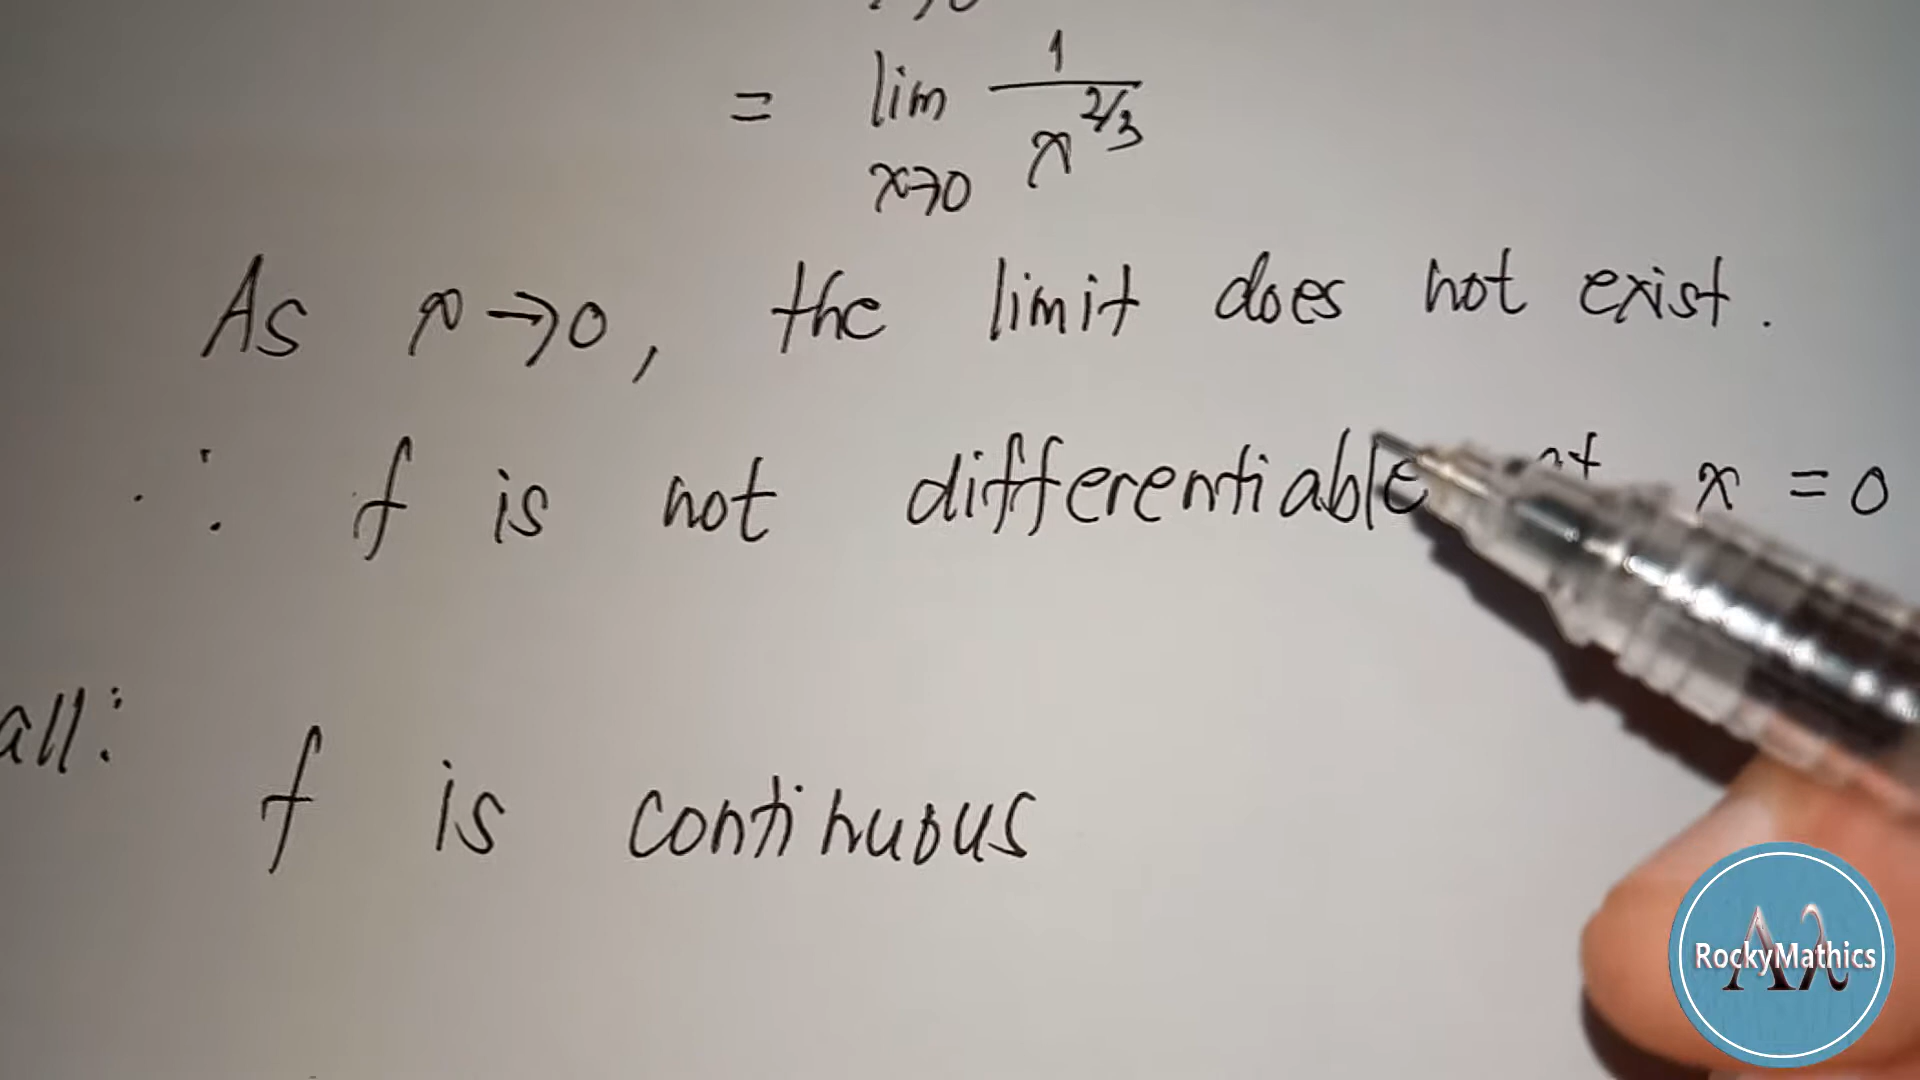 = lim 1/x^2/3
x→0
As x→0, the limit does not exist.
∴ f is not differentiable at x = 0
all:
f is continuous
RockyMathics